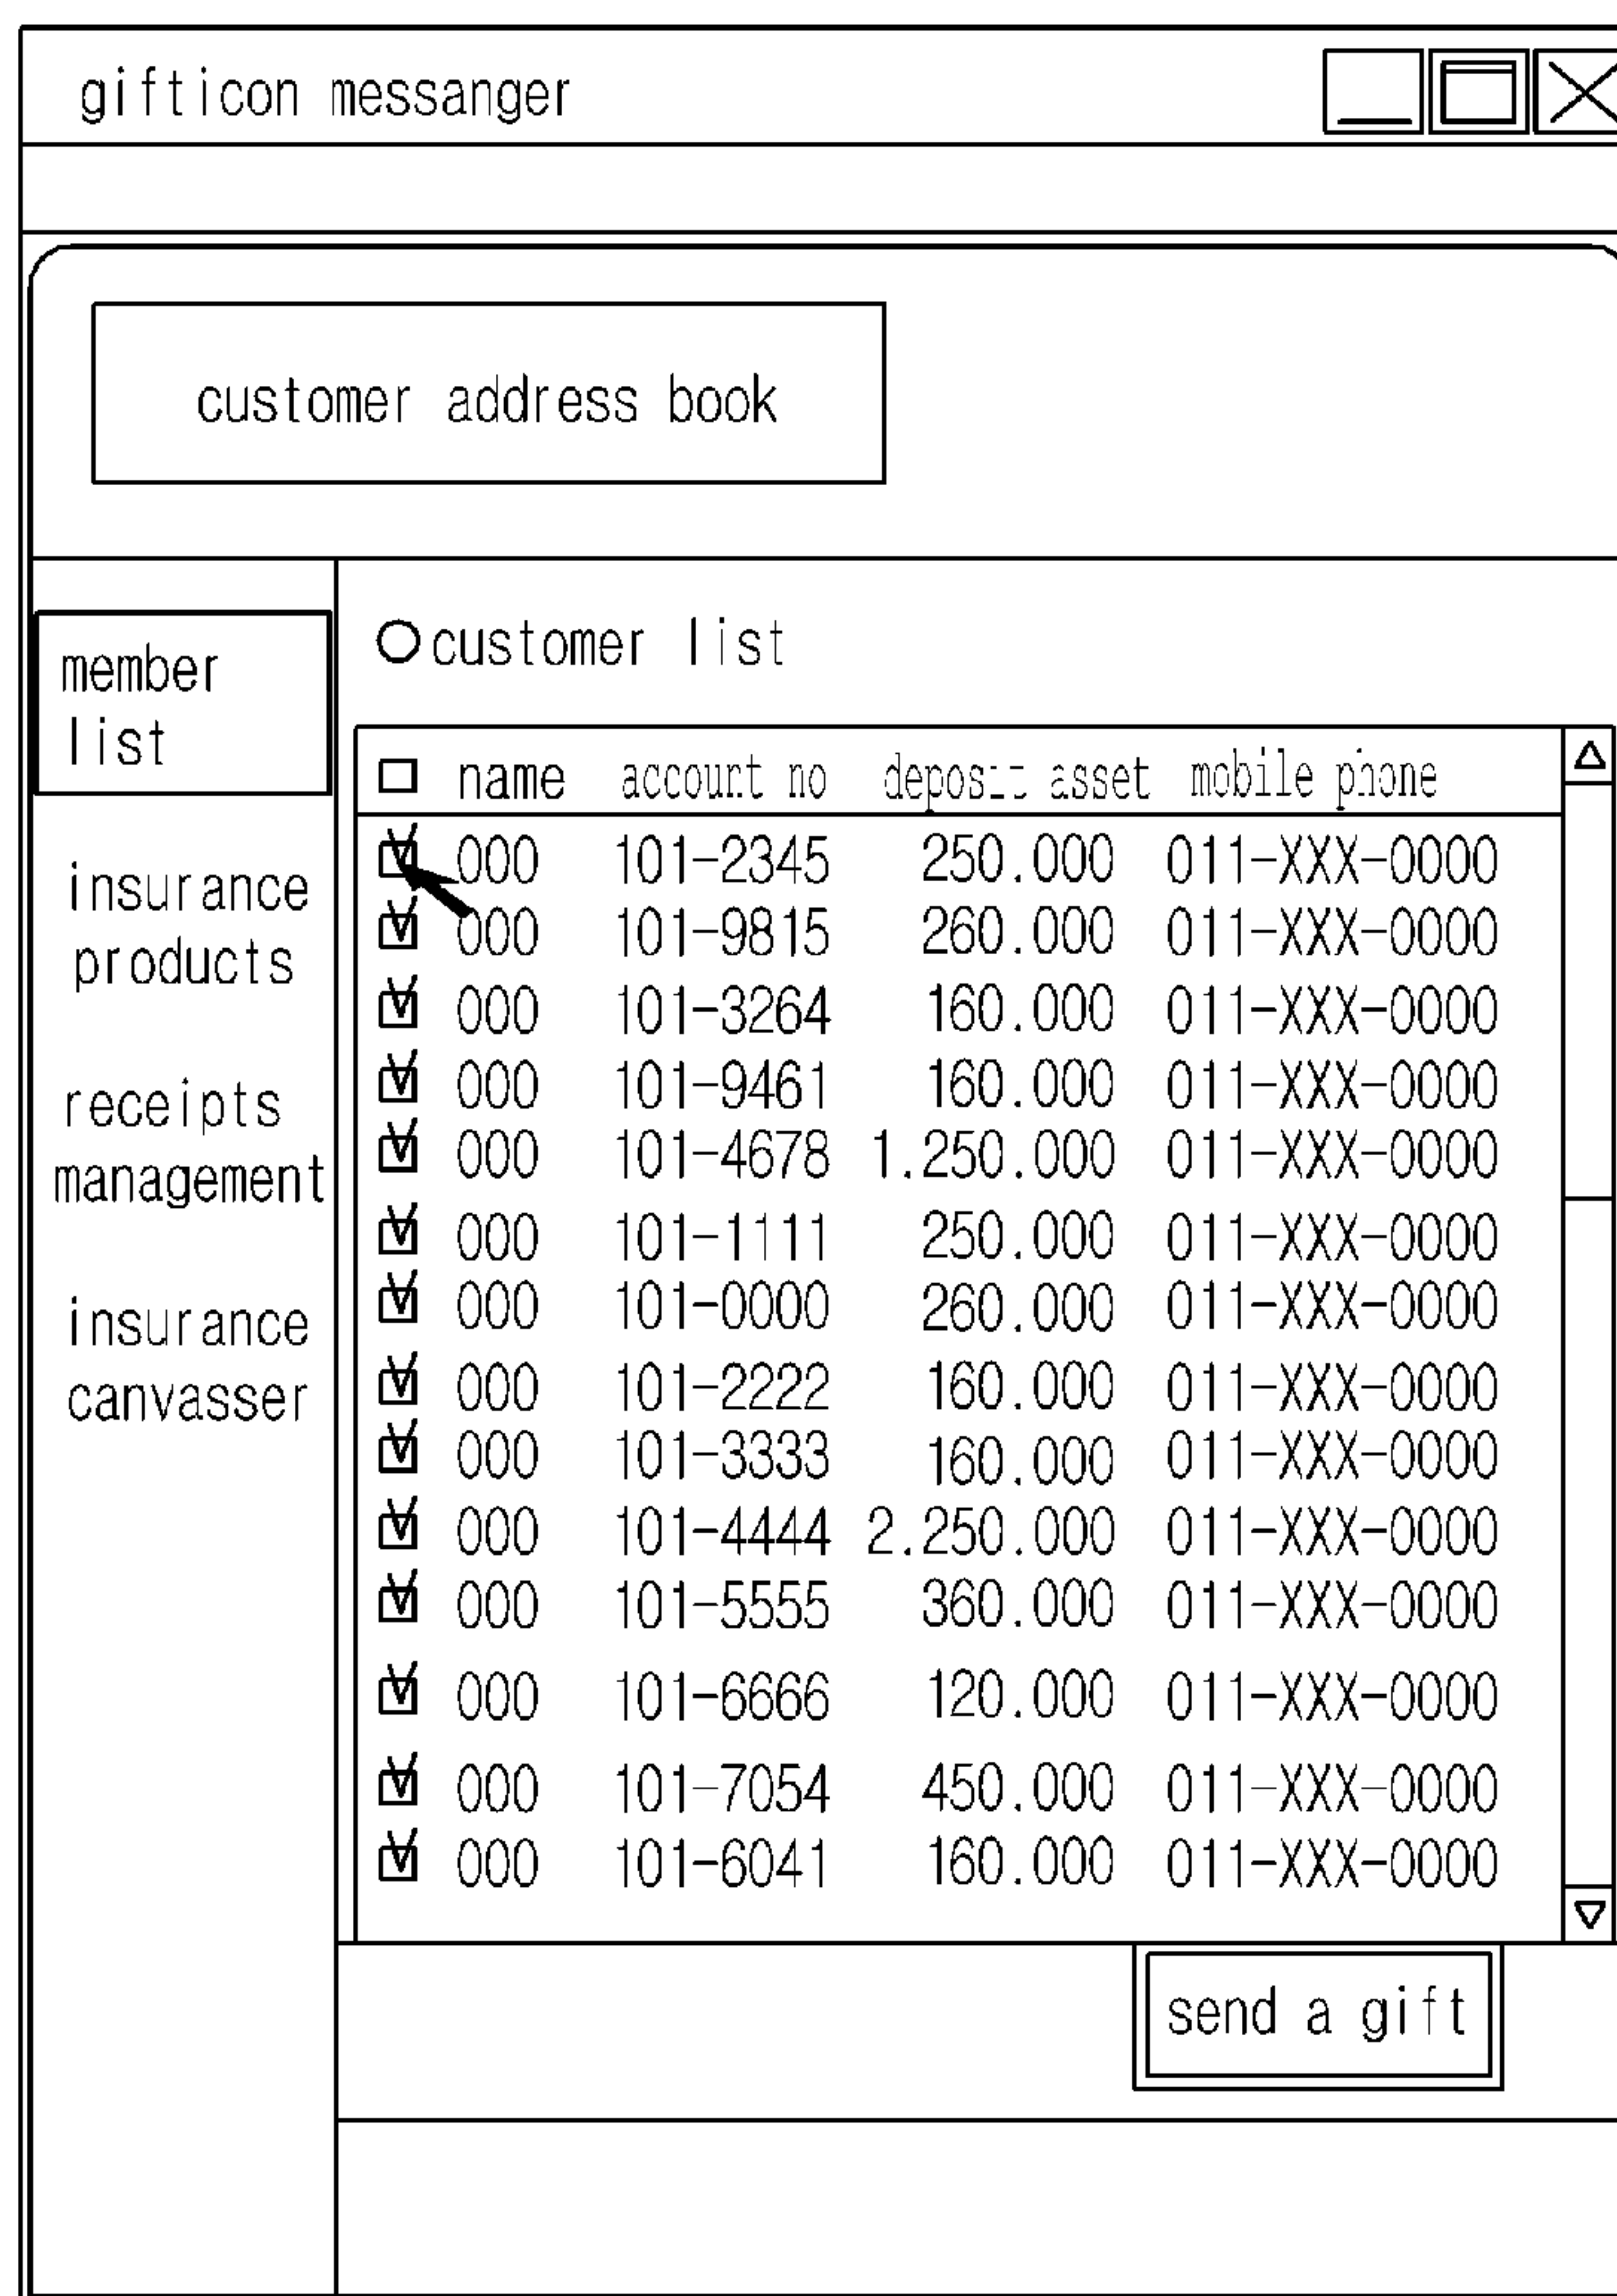 gifticon messanger
customer address book
member
list
insurance
products
receipts
management
insurance
canvasser
customer list
name account no deposit asset mobile phone
000 101-2345 250.000 011-XXX-0000
000 101-9815 260.000 011-XXX-0000
000 101-3264 160.000 011-XXX-0000
000 101-9461 160.000 011-XXX-0000
000 101-4678 1.250.000 011-XXX-0000
000 101-1111 250.000 011-XXX-0000
000 101-0000 260.000 011-XXX-0000
000 101-2222 160.000 011-XXX-0000
000 101-3333 160.000 011-XXX-0000
000 101-4444 2.250.000 011-XXX-0000
000 101-5555 360.000 011-XXX-0000
000 101-6666 120.000 011-XXX-0000
000 101-7054 450.000 011-XXX-0000
000 101-6041 160.000 011-XXX-0000
send a gift